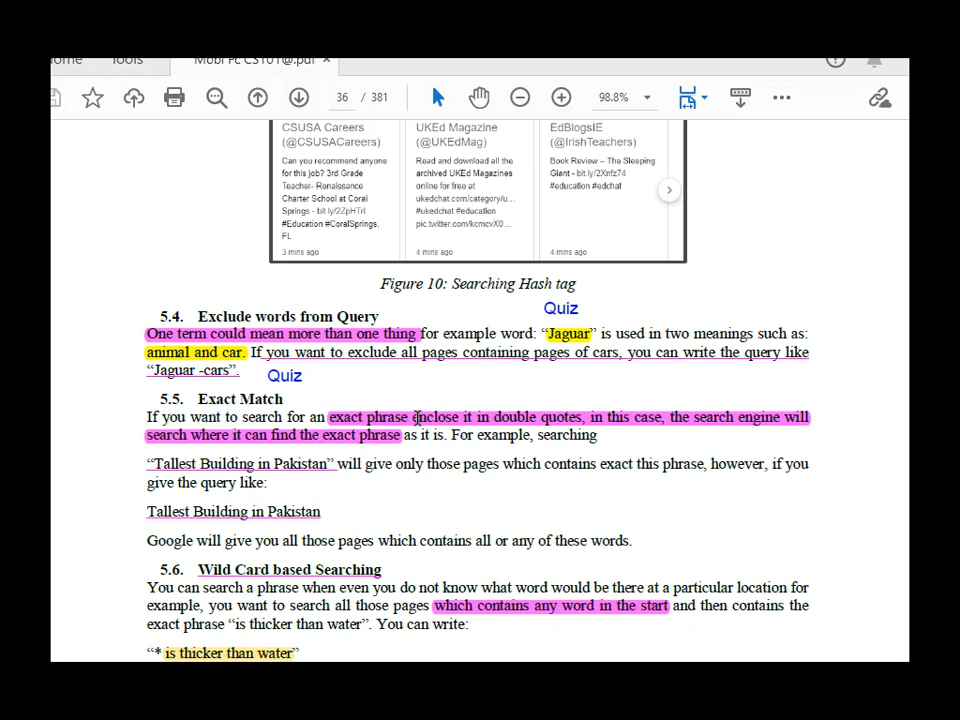 ome Tools Mobi Pc CS101@.pdf ×
36 / 381 98.8%
CSUSA Careers
(@CSUSACareers)
Can you recommend anyone
for this job? 3rd Grade
Teacher- Renaissance
Charter School at Coral
Springs - bit.ly/2ZpHTri
#Education #CoralSprings,
FL
3 mins ago
UKEd Magazine
(@UKEdMag)
Read and download all the
archived UKEd Magazines
online for free at
ukedchat.com/category/u...
#ukedchat #education
pic.twitter.com/kcmcvX0...
4 mins ago
EdBlogsIE
(@IrishTeachers)
Book Review – The Sleeping
Giant - bit.ly/2Xnfz74
#education #edchat
4 mins ago
Figure 10: Searching Hash tag
5.4. Exclude words from Query
Quiz
One term could mean more than one thing for example word: “Jaguar” is used in two meanings such as:
animal and car. If you want to exclude all pages containing pages of cars, you can write the query like
“Jaguar -cars”.
Quiz
5.5. Exact Match
If you want to search for an exact phrase enclose it in double quotes, in this case, the search engine will
search where it can find the exact phrase as it is. For example, searching
“Tallest Building in Pakistan” will give only those pages which contains exact this phrase, however, if you
give the query like:
Tallest Building in Pakistan
Google will give you all those pages which contains all or any of these words.
5.6. Wild Card based Searching
You can search a phrase when even you do not know what word would be there at a particular location for
example, you want to search all those pages which contains any word in the start and then contains the
exact phrase “is thicker than water”. You can write:
“* is thicker than water”